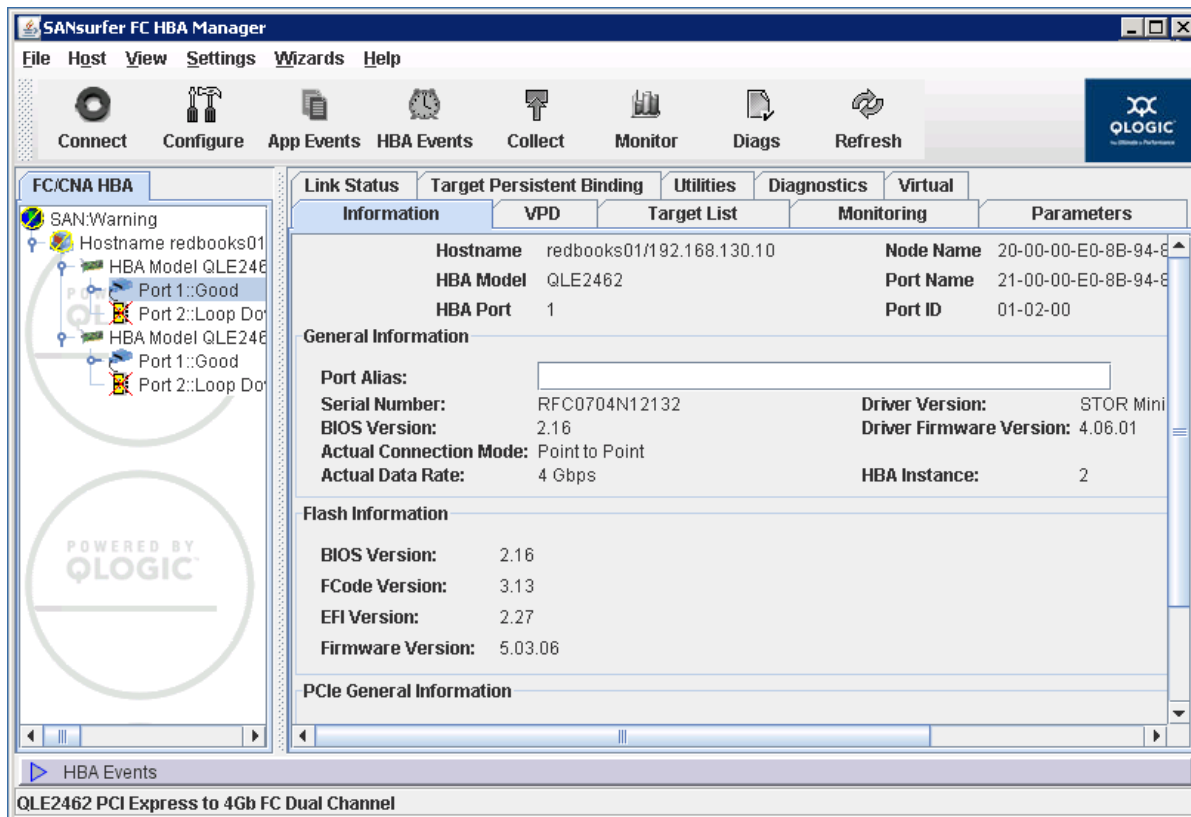 SANsurfer FC HBA Manager
File Host View Settings Wizards Help
Connect Configure App Events HBA Events Collect Monitor Diags Refresh
QLOGIC
FC/CNA HBA
SAN:Warning
Hostname redbooks01
HBA Model QLE246
Port 1::Good
Port 2::Loop Do
HBA Model QLE246
Port 1::Good
Port 2::Loop Do
POWERED BY
QLOGIC
Link Status Target Persistent Binding Utilities Diagnostics Virtual
Information VPD Target List Monitoring Parameters
Hostname redbooks01/192.168.130.10 Node Name 20-00-00-E0-8B-94-8
HBA Model QLE2462 Port Name 21-00-00-E0-8B-94-8
HBA Port 1 Port ID 01-02-00
General Information
Port Alias:
Serial Number: RFC0704N12132 Driver Version: STOR Mini
BIOS Version: 2.16 Driver Firmware Version: 4.06.01
Actual Connection Mode: Point to Point
Actual Data Rate: 4 Gbps HBA Instance: 2
Flash Information
BIOS Version: 2.16
FCode Version: 3.13
EFI Version: 2.27
Firmware Version: 5.03.06
PCIe General Information
HBA Events
QLE2462 PCI Express to 4Gb FC Dual Channel